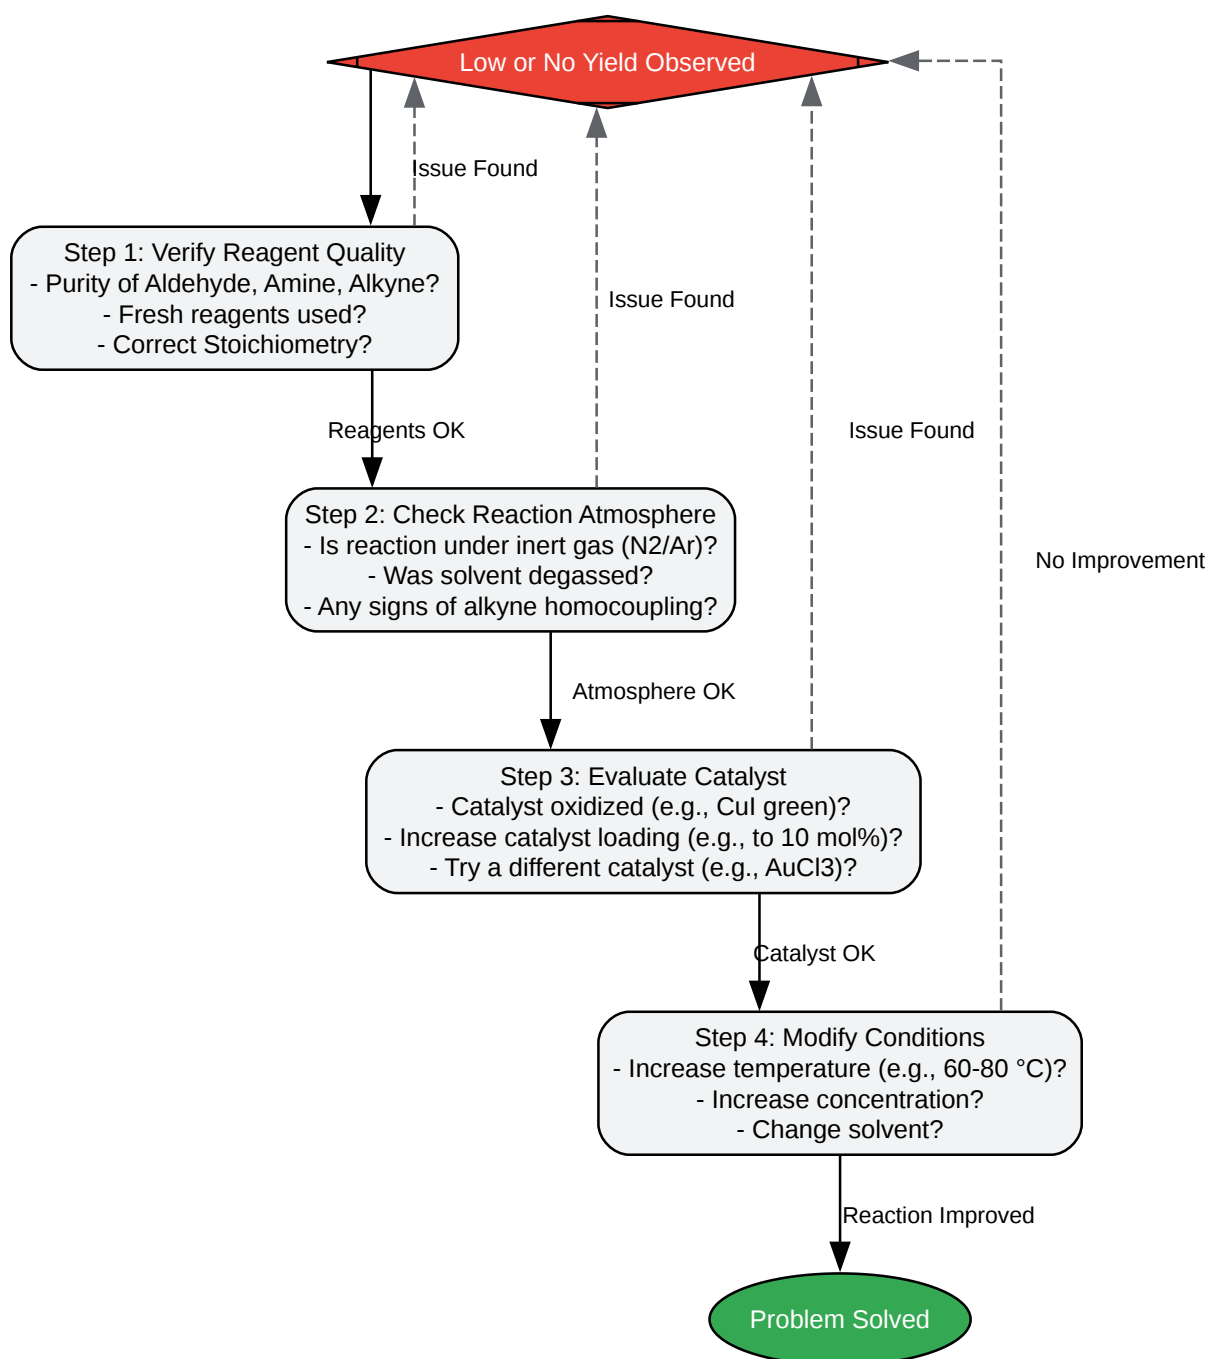 Low or No Yield Observed
Issue Found
Step 1: Verify Reagent Quality
- Purity of Aldehyde, Amine, Alkyne?
- Fresh reagents used?
- Correct Stoichiometry?
Issue Found
Reagents OK
Issue Found
Step 2: Check Reaction Atmosphere
- Is reaction under inert gas (N2/Ar)?
- Was solvent degassed?
- Any signs of alkyne homocoupling?
No Improvement
Atmosphere OK
Step 3: Evaluate Catalyst
- Catalyst oxidized (e.g., CuI green)?
- Increase catalyst loading (e.g., to 10 mol%)?
- Try a different catalyst (e.g., AuCl3)?
Catalyst OK
Step 4: Modify Conditions
- Increase temperature (e.g., 60-80 °C)?
- Increase concentration?
- Change solvent?
Reaction Improved
Problem Solved